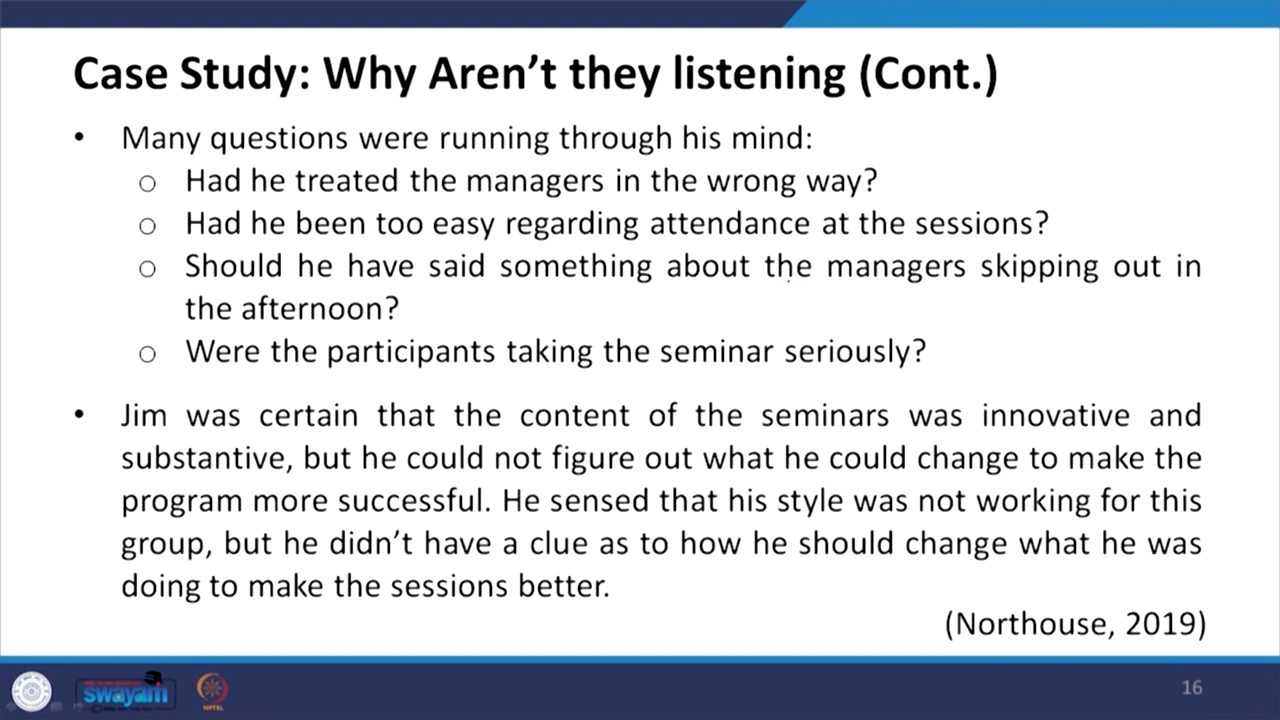 Case Study: Why Aren’t they listening (Cont.)
• Many questions were running through his mind:
○ Had he treated the managers in the wrong way?
○ Had he been too easy regarding attendance at the sessions?
○ Should he have said something about the managers skipping out in
the afternoon?
○ Were the participants taking the seminar seriously?
• Jim was certain that the content of the seminars was innovative and
substantive, but he could not figure out what he could change to make the
program more successful. He sensed that his style was not working for this
group, but he didn’t have a clue as to how he should change what he was
doing to make the sessions better.
(Northouse, 2019)
swayam
NPTEL
16